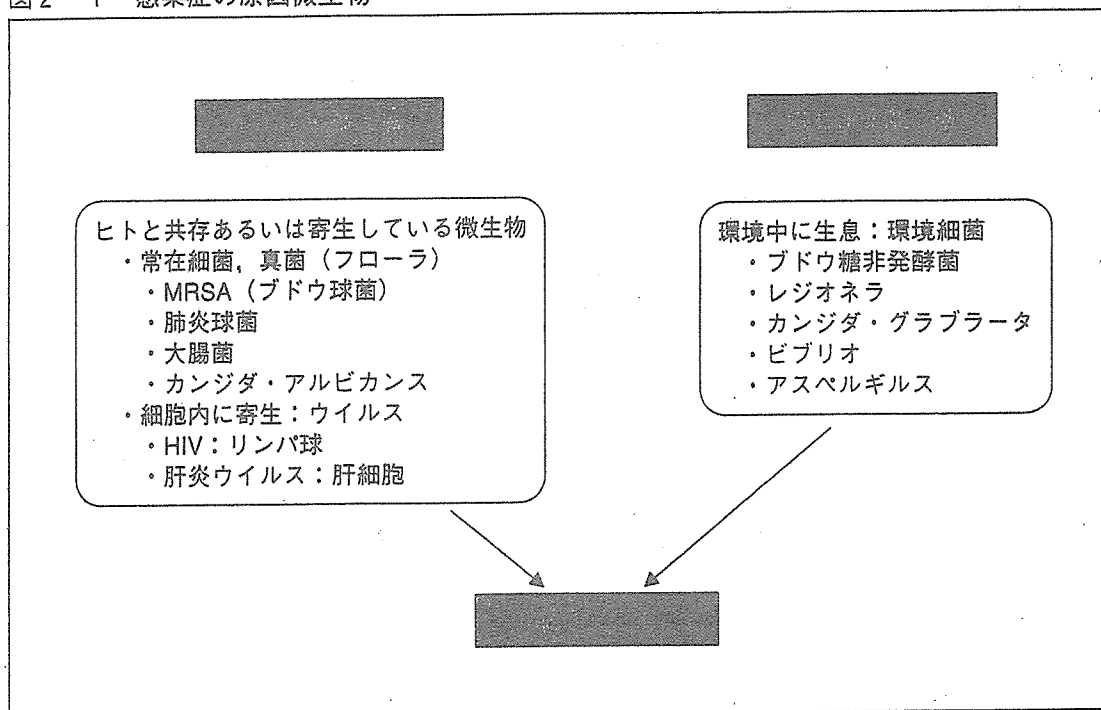 図2 1 感染症の原因微生物
ヒトと共存あるいは寄生している微生物
・常在細菌，真菌（フローラ）
・MRSA（ブドウ球菌）
・肺炎球菌
・大腸菌
・カンジダ・アルビカンス
・細胞内に寄生：ウイルス
・HIV：リンパ球
・肝炎ウイルス：肝細胞
環境中に生息：環境細菌
・ブドウ糖非発酵菌
・レジオネラ
・カンジダ・グラブラータ
・ビブリオ
・アスペルギルス